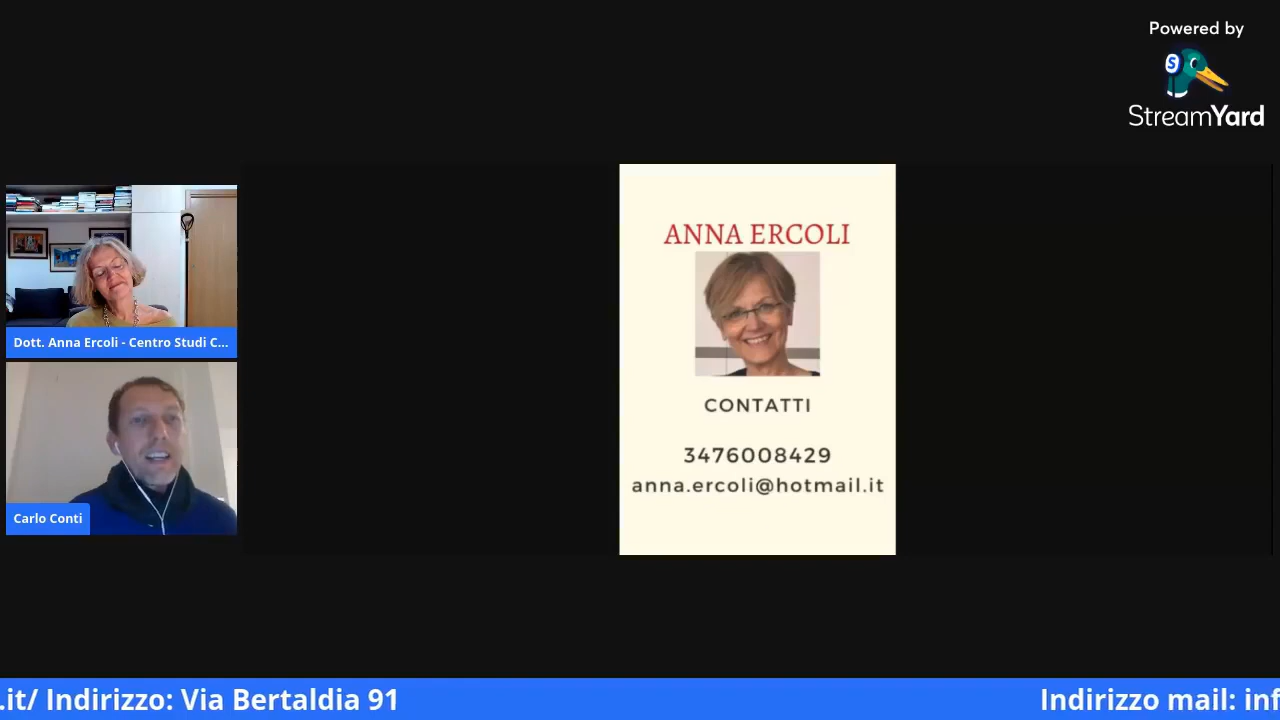 Powered by
S
StreamYard
Dott. Anna Ercoli - Centro Studi C...
Carlo Conti
ANNA ERCOLI
CONTATTI
3476008429
anna.ercoli@hotmail.it
.it/ Indirizzo: Via Bertaldia 91
Indirizzo mail: inf